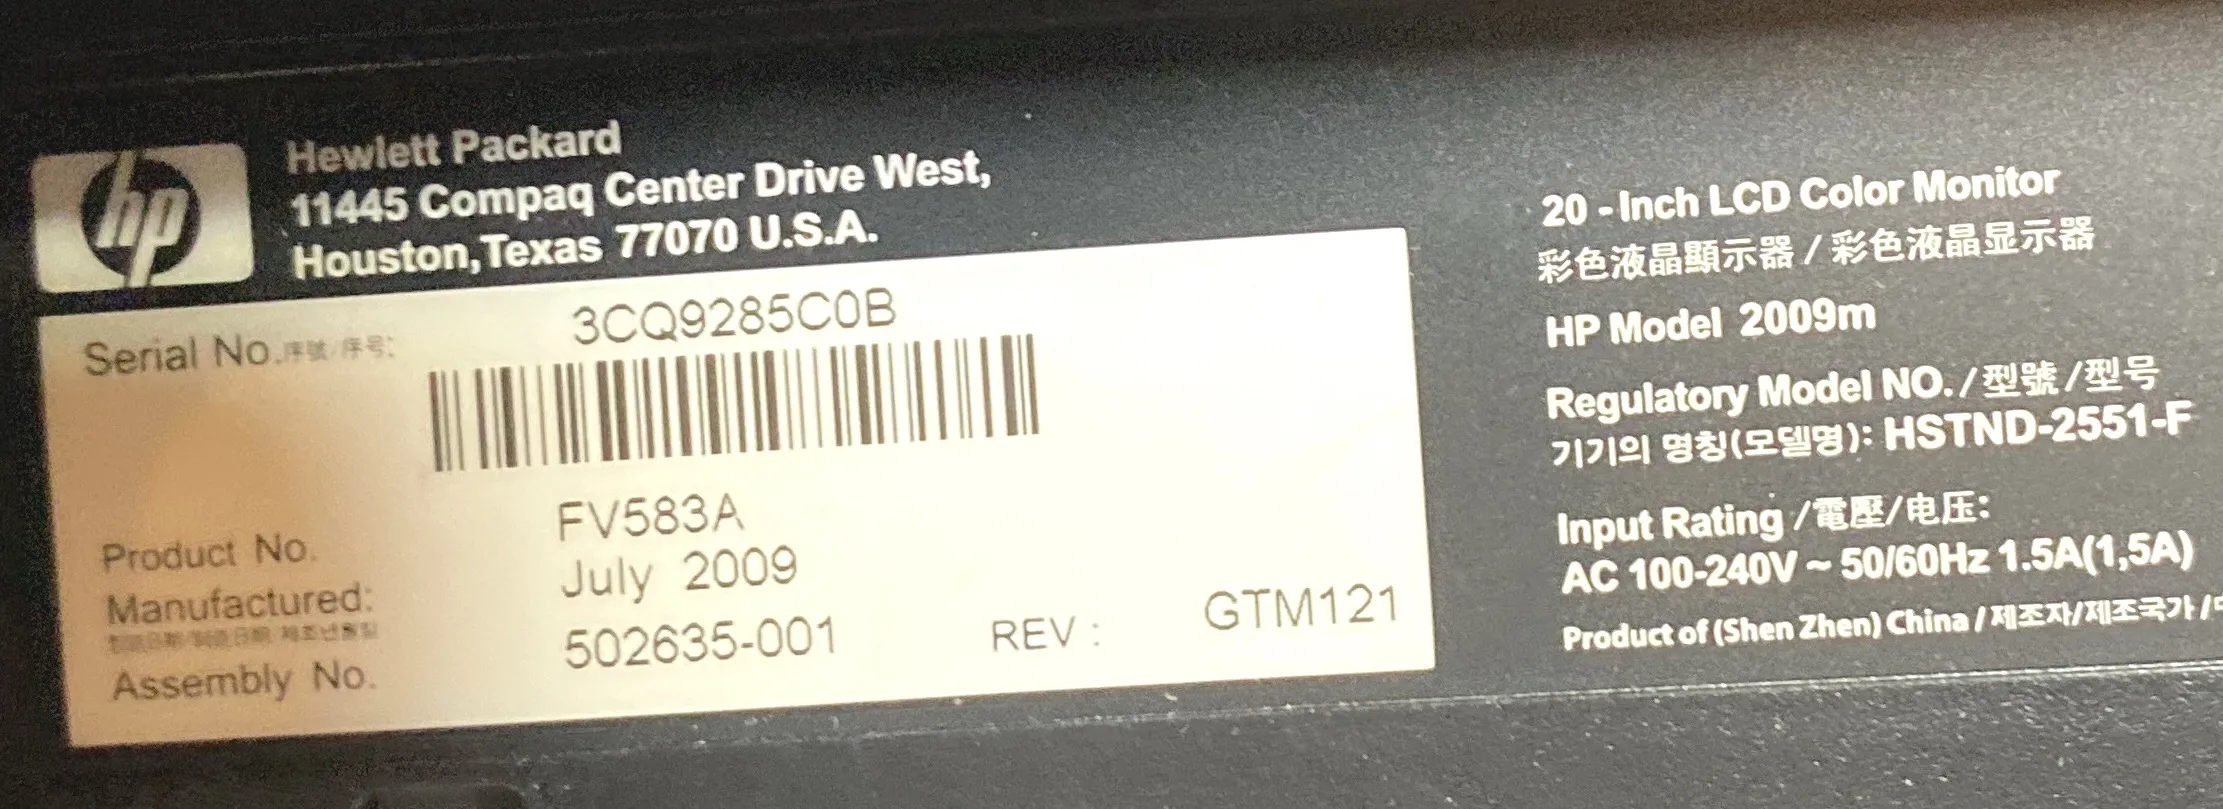 hp
Hewlett Packard
11445 Compaq Center Drive West,
Houston, Texas 77070 U.S.A.
Serial No.序號/序号:
3CQ9285C0B
Product No.
FV583A
Manufactured:
July 2009
Assembly No.
502635-001
REV :
GTM121
20 - Inch LCD Color Monitor
彩色液晶顯示器 / 彩色液晶显示器
HP Model 2009m
Regulatory Model NO. / 型號 / 型号
기기의 명칭(모델명): HSTND-2551-F
Input Rating / 電壓/电压:
AC 100-240V ~ 50/60Hz 1.5A(1,5A)
Product of (Shen Zhen) China / 제조자/제조국가 /